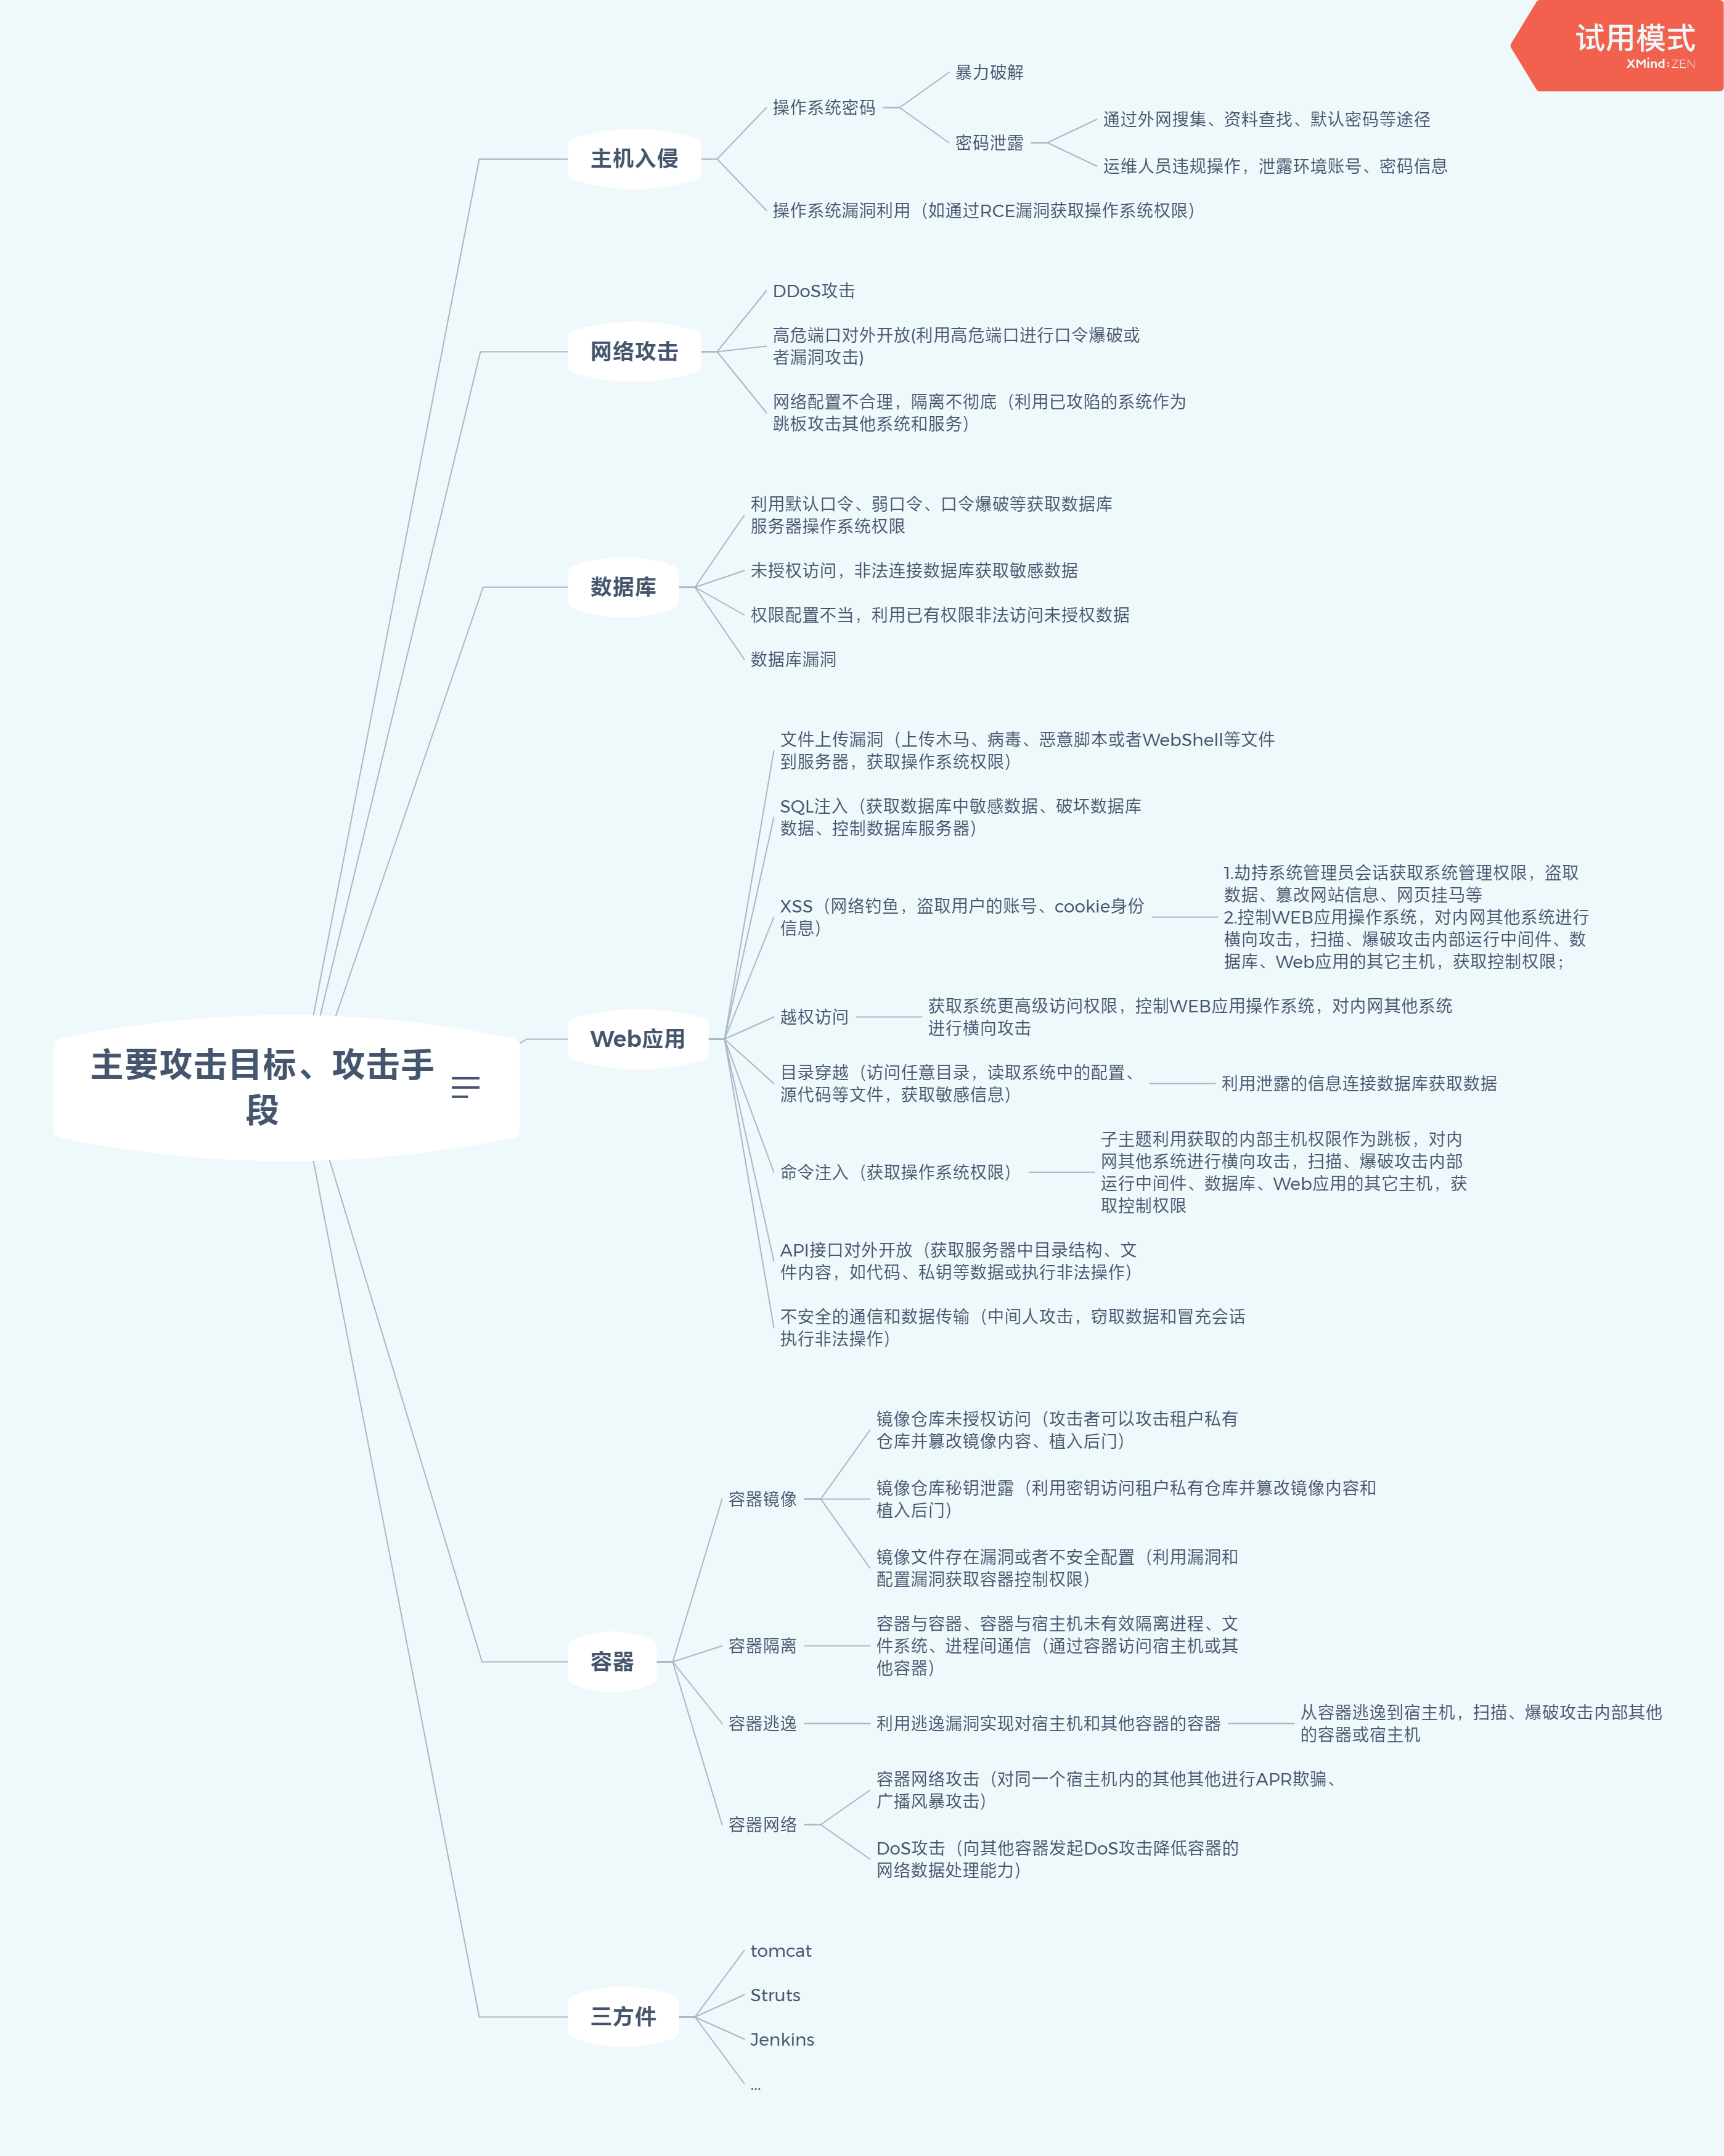 试用模式
XMind:ZEN
主要攻击目标、攻击手
段
主机入侵
操作系统密码
暴力破解
密码泄露
通过外网搜集、资料查找、默认密码等途径
运维人员违规操作，泄露环境账号、密码信息
操作系统漏洞利用（如通过RCE漏洞获取操作系统权限）
网络攻击
DDoS攻击
高危端口对外开放(利用高危端口进行口令爆破或
者漏洞攻击)
网络配置不合理，隔离不彻底（利用已攻陷的系统作为
跳板攻击其他系统和服务）
数据库
利用默认口令、弱口令、口令爆破等获取数据库
服务器操作系统权限
未授权访问，非法连接数据库获取敏感数据
权限配置不当，利用已有权限非法访问未授权数据
数据库漏洞
Web应用
文件上传漏洞（上传木马、病毒、恶意脚本或者WebShell等文件
到服务器，获取操作系统权限）
SQL注入（获取数据库中敏感数据、破坏数据库
数据、控制数据库服务器）
XSS（网络钓鱼，盗取用户的账号、cookie身份
信息）
1.劫持系统管理员会话获取系统管理权限，盗取
数据、篡改网站信息、网页挂马等
2.控制WEB应用操作系统，对内网其他系统进行
横向攻击，扫描、爆破攻击内部运行中间件、数
据库、Web应用的其它主机，获取控制权限；
越权访问
获取系统更高级访问权限，控制WEB应用操作系统，对内网其他系统
进行横向攻击
目录穿越（访问任意目录，读取系统中的配置、
源代码等文件，获取敏感信息）
利用泄露的信息连接数据库获取数据
命令注入（获取操作系统权限）
子主题利用获取的内部主机权限作为跳板，对内
网其他系统进行横向攻击，扫描、爆破攻击内部
运行中间件、数据库、Web应用的其它主机，获
取控制权限
API接口对外开放（获取服务器中目录结构、文
件内容，如代码、私钥等数据或执行非法操作）
不安全的通信和数据传输（中间人攻击，窃取数据和冒充会话
执行非法操作）
容器
容器镜像
镜像仓库未授权访问（攻击者可以攻击租户私有
仓库并篡改镜像内容、植入后门）
镜像仓库秘钥泄露（利用密钥访问租户私有仓库并篡改镜像内容和
植入后门）
镜像文件存在漏洞或者不安全配置（利用漏洞和
配置漏洞获取容器控制权限）
容器隔离
容器与容器、容器与宿主机未有效隔离进程、文
件系统、进程间通信（通过容器访问宿主机或其
他容器）
容器逃逸
利用逃逸漏洞实现对宿主机和其他容器的容器
从容器逃逸到宿主机，扫描、爆破攻击内部其他
的容器或宿主机
容器网络
容器网络攻击（对同一个宿主机内的其他其他进行APR欺骗、
广播风暴攻击）
DoS攻击（向其他容器发起DoS攻击降低容器的
网络数据处理能力）
三方件
tomcat
Struts
Jenkins
...